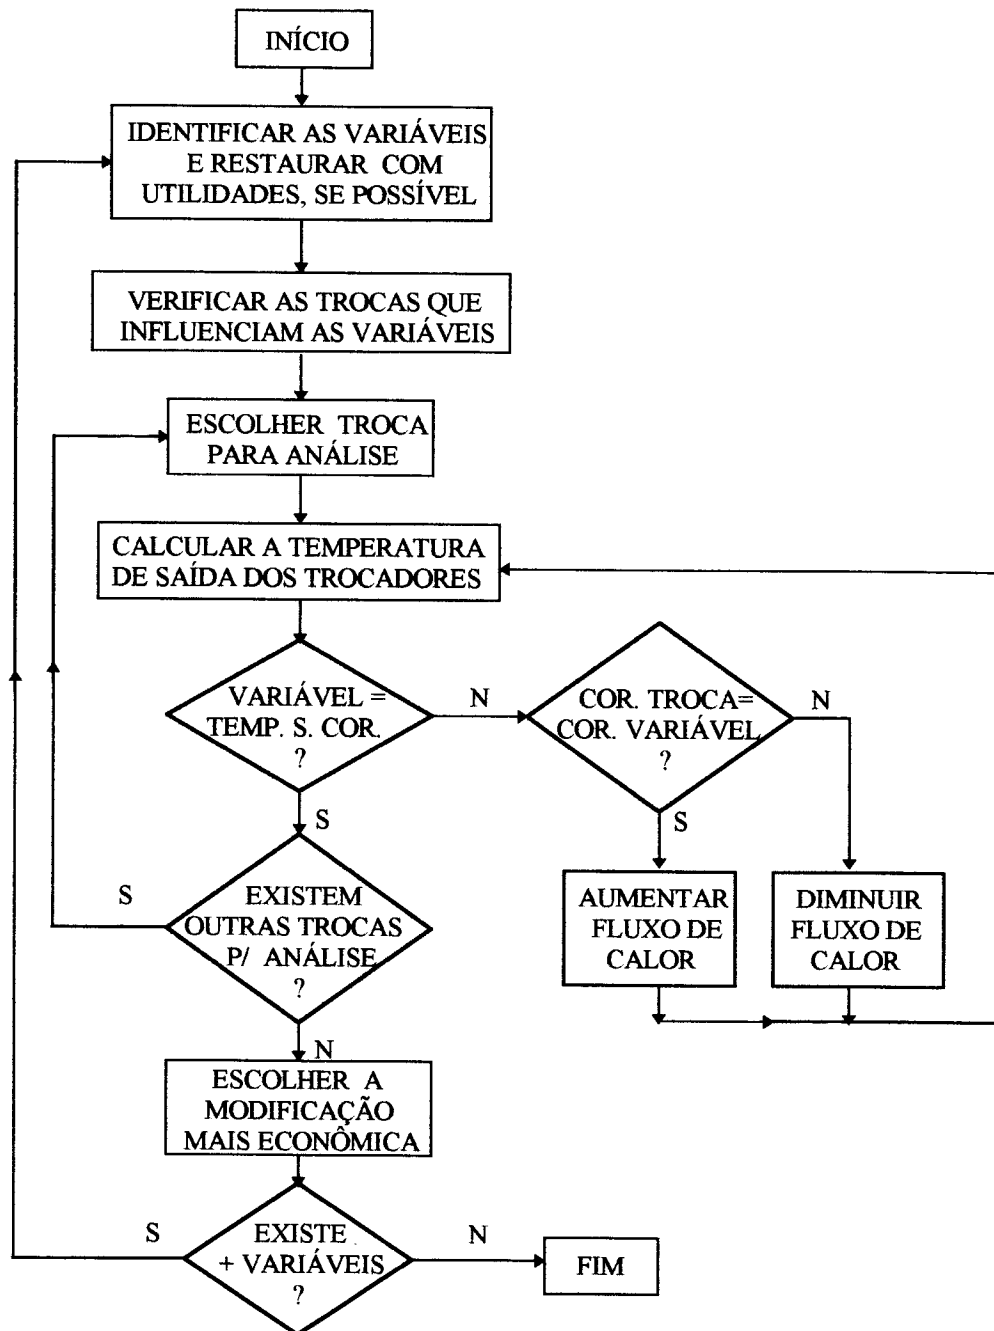 INÍCIO
IDENTIFICAR AS VARIÁVEIS
E RESTAURAR COM
UTILIDADES, SE POSSÍVEL
VERIFICAR AS TROCAS QUE
INFLUENCIAM AS VARIÁVEIS
ESCOLHER TROCA
PARA ANÁLISE
CALCULAR A TEMPERATURA
DE SAÍDA DOS TROCADORES
VARIÁVEL =
TEMP. S. COR.
?
N
COR. TROCA=
COR. VARIÁVEL
?
N
S
S
AUMENTAR
FLUXO DE
CALOR
DIMINUIR
FLUXO DE
CALOR
S
EXISTEM
OUTRAS TROCAS
P/ ANÁLISE
?
N
ESCOLHER A
MODIFICAÇÃO
MAIS ECONÔMICA
S
EXISTE
+ VARIÁVEIS
?
N
FIM